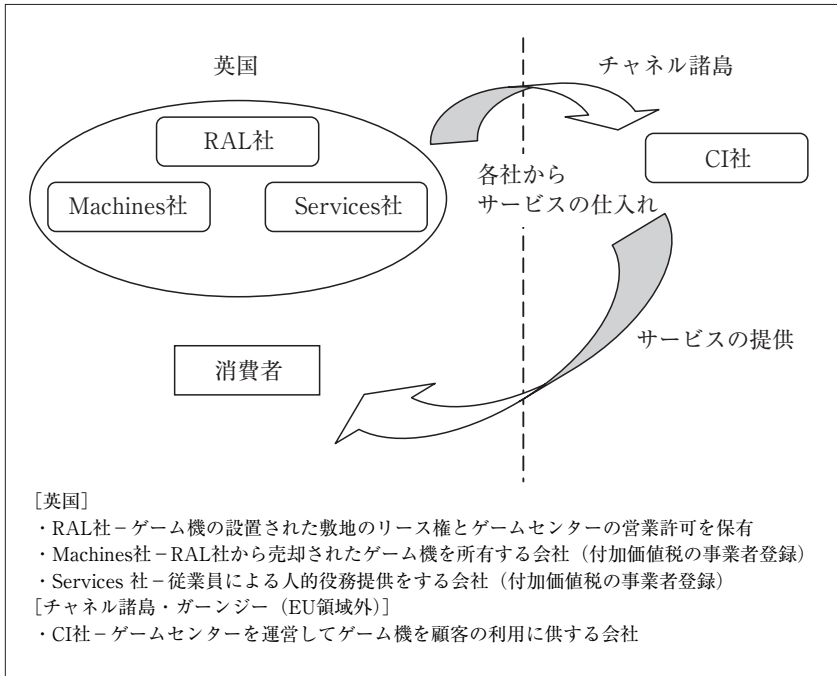 英国
チャネル諸島
RAL社
Machines社
Services社
CI社
各社から
サービスの仕入れ
サービスの提供
消費者
[英国]
・RAL社－ゲーム機の設置された敷地のリース権とゲームセンターの営業許可を保有
・Machines社－RAL社から売却されたゲーム機を所有する会社（付加価値税の事業者登録）
・Services 社－従業員による人的役務提供をする会社（付加価値税の事業者登録）
[チャネル諸島・ガーンジー（EU領域外）]
・CI社－ゲームセンターを運営してゲーム機を顧客の利用に供する会社